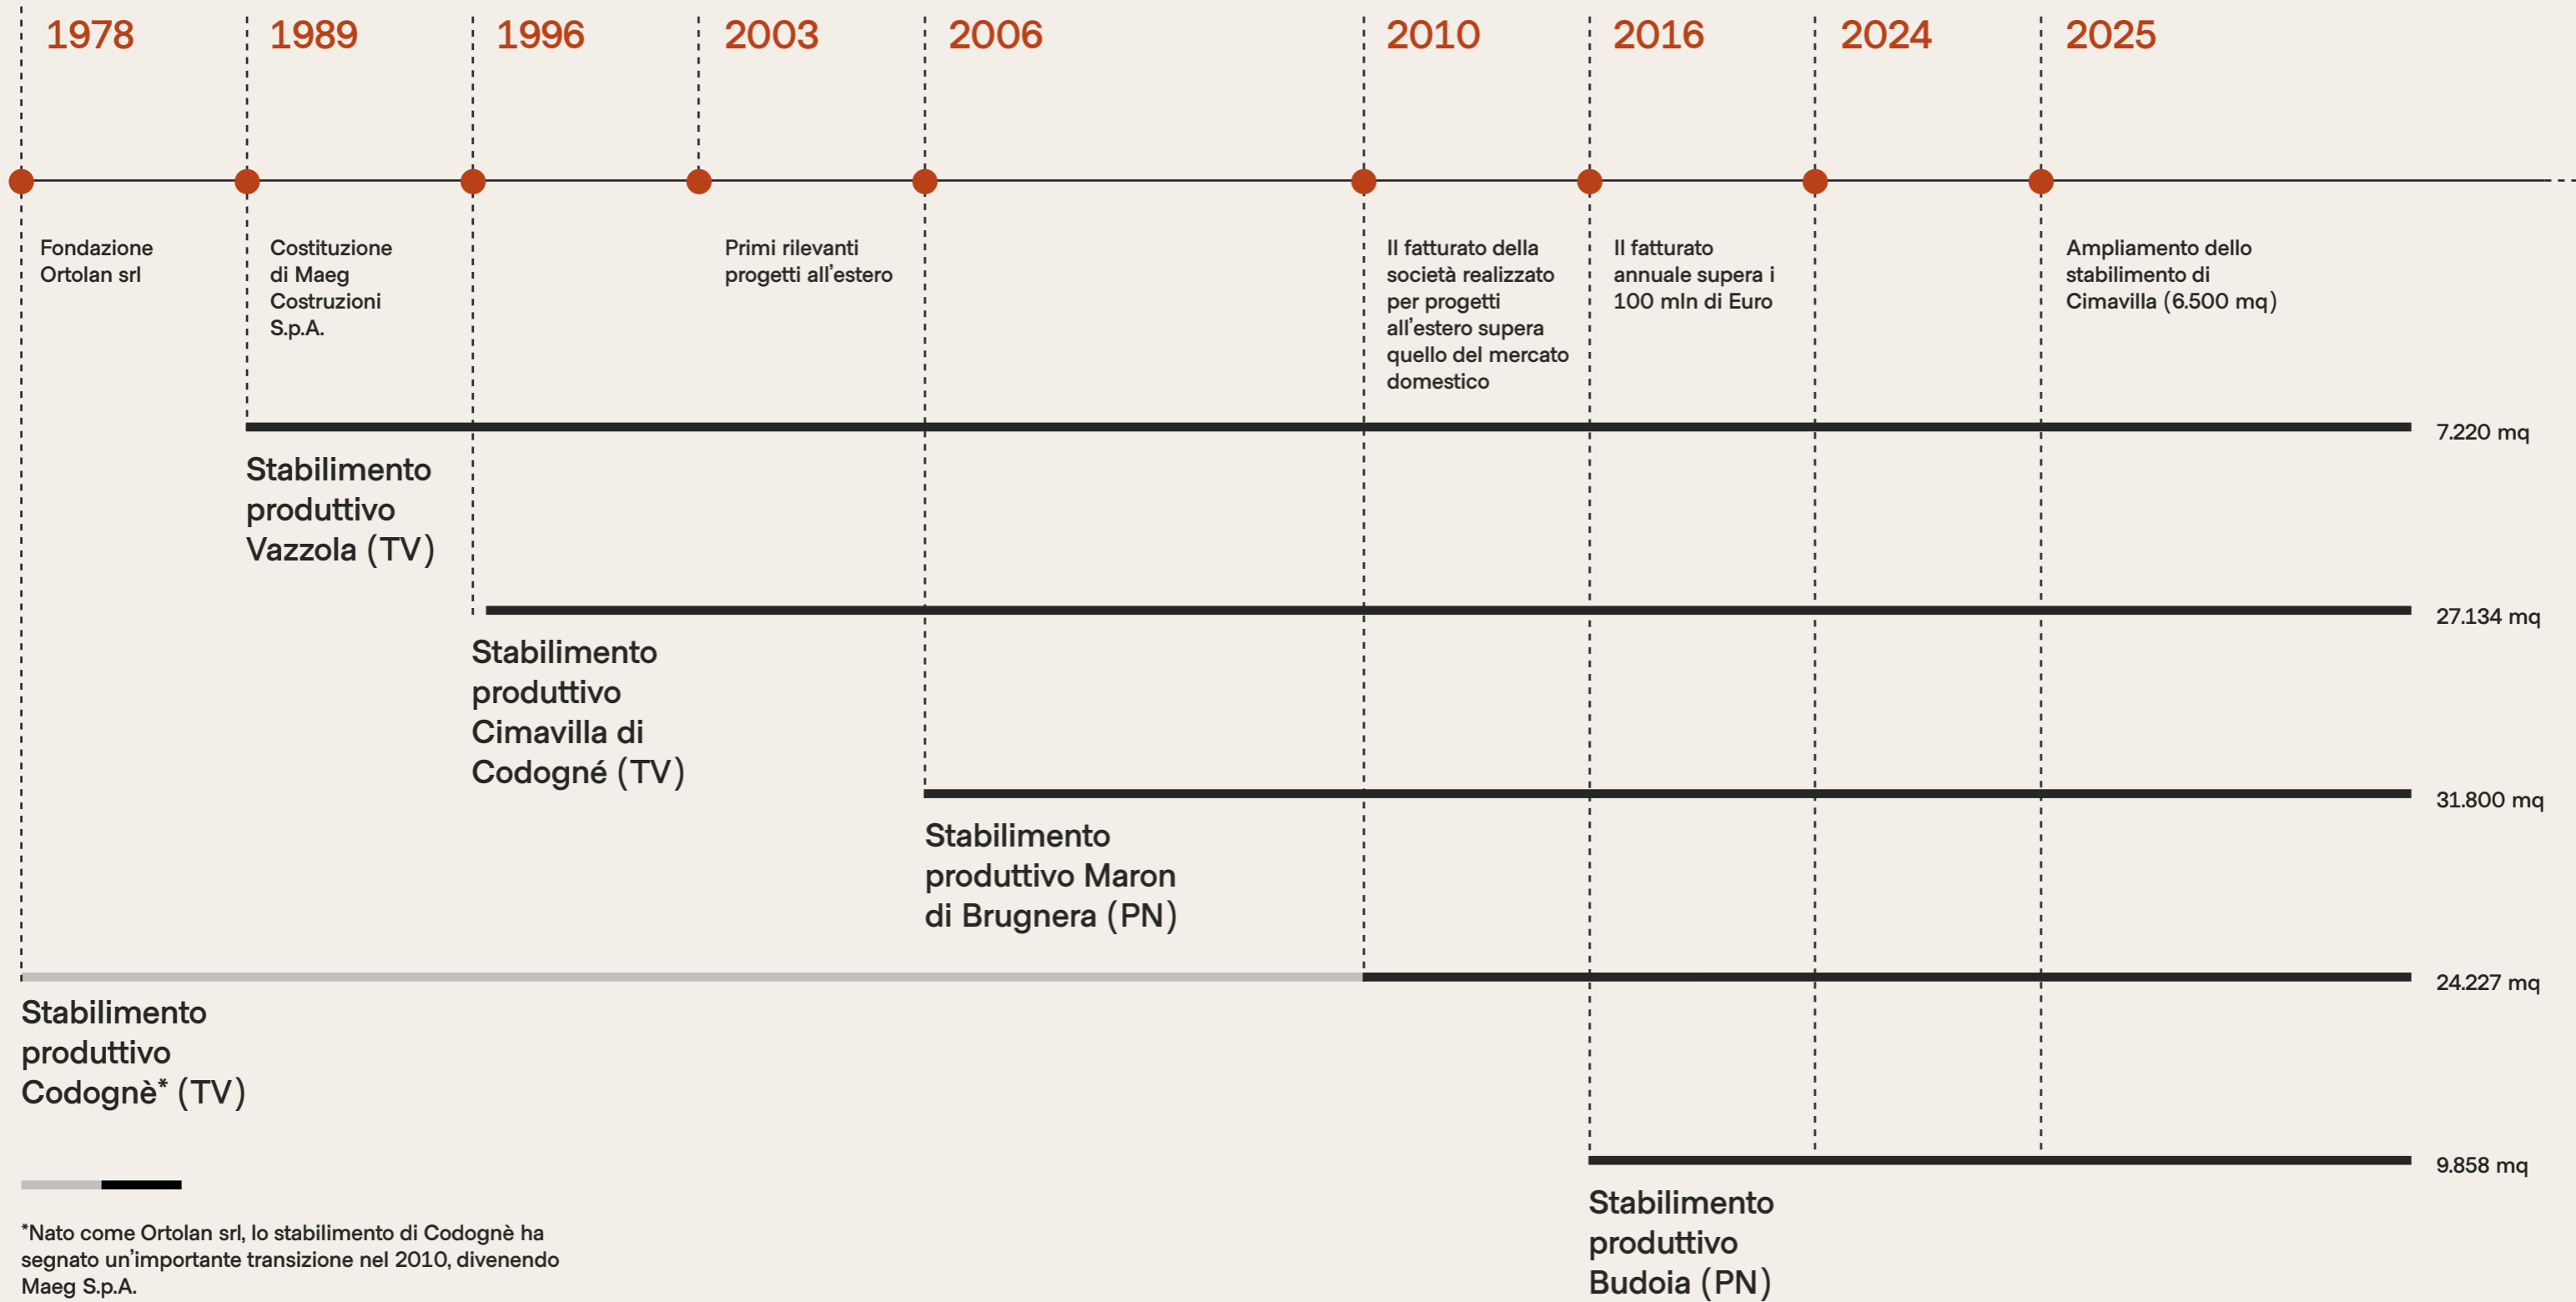 1978
1989
1996
2003
2006
2010
2016
2024
2025
Fondazione
Ortolan srl
Costituzione
di Maeg
Costruzioni
S.p.A.
Primi rilevanti
progetti all’estero
Il fatturato della
società realizzato
per progetti
all’estero supera
quello del mercato
domestico
Il fatturato
annuale supera i
100 mln di Euro
Ampliamento dello
stabilimento di
Cimavilla (6.500 mq)
7.220 mq
Stabilimento
produttivo
Vazzola (TV)
27.134 mq
Stabilimento
produttivo
Cimavilla di
Codogné (TV)
31.800 mq
Stabilimento
produttivo Maron
di Brugnera (PN)
24.227 mq
Stabilimento
produttivo
Codognè* (TV)
9.858 mq
Stabilimento
produttivo
Budoia (PN)
*Nato come Ortolan srl, lo stabilimento di Codognè ha
segnato un’importante transizione nel 2010, divenendo
Maeg S.p.A.